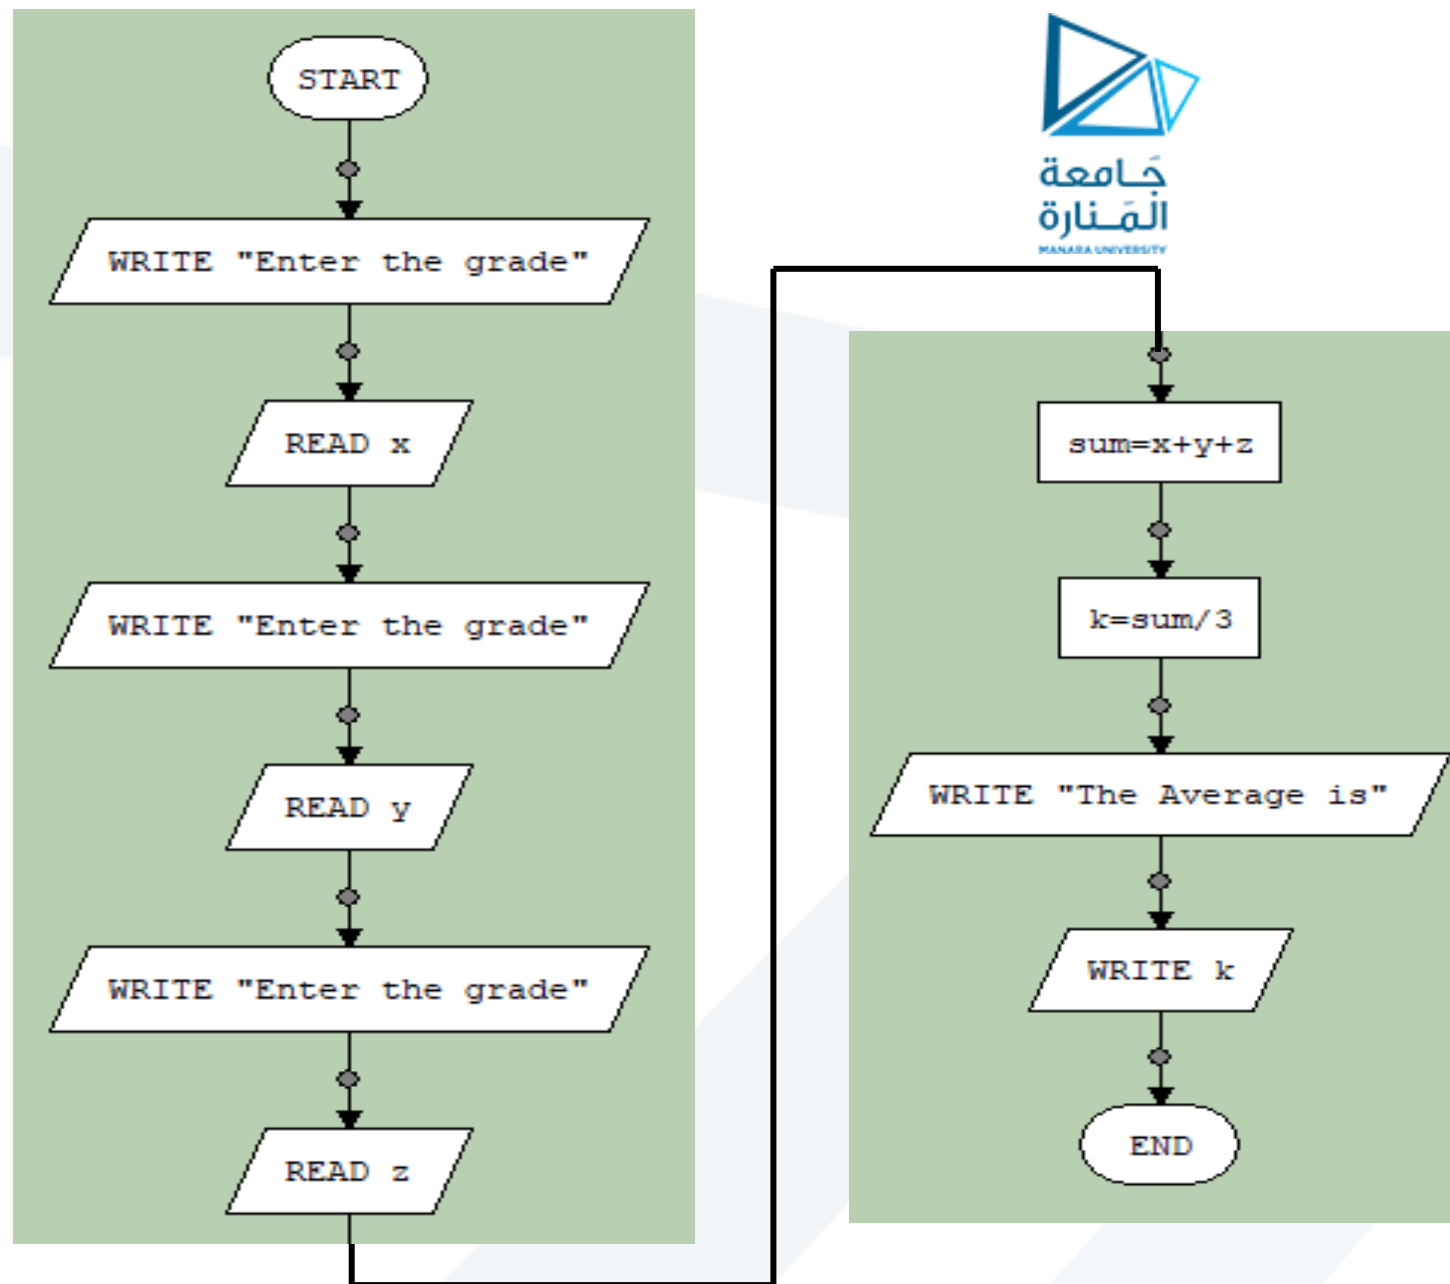 START
WRITE "Enter the grade"
READ x
WRITE "Enter the grade"
READ y
WRITE "Enter the grade"
READ z
جَامعة
المَنارة
MANARA UNIVERSITY
sum=x+y+z
k=sum/3
WRITE "The Average is"
WRITE k
END